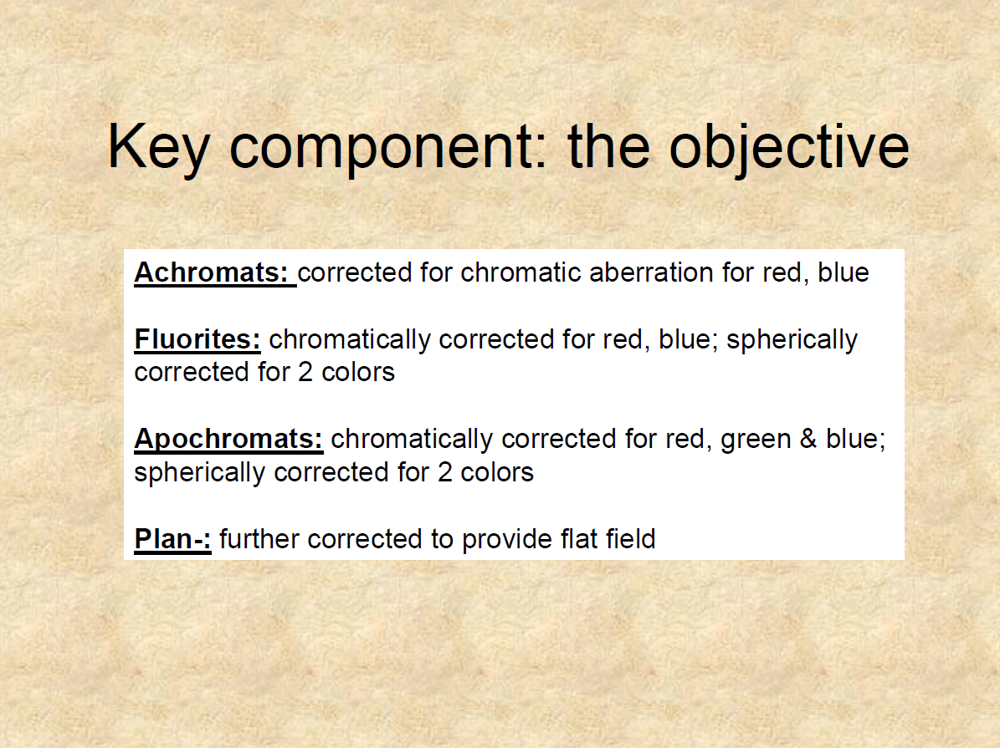 Key component: the objective
Achromats: corrected for chromatic aberration for red, blue
Fluorites: chromatically corrected for red, blue; spherically
corrected for 2 colors
Apochromats: chromatically corrected for red, green & blue;
spherically corrected for 2 colors
Plan-: further corrected to provide flat field